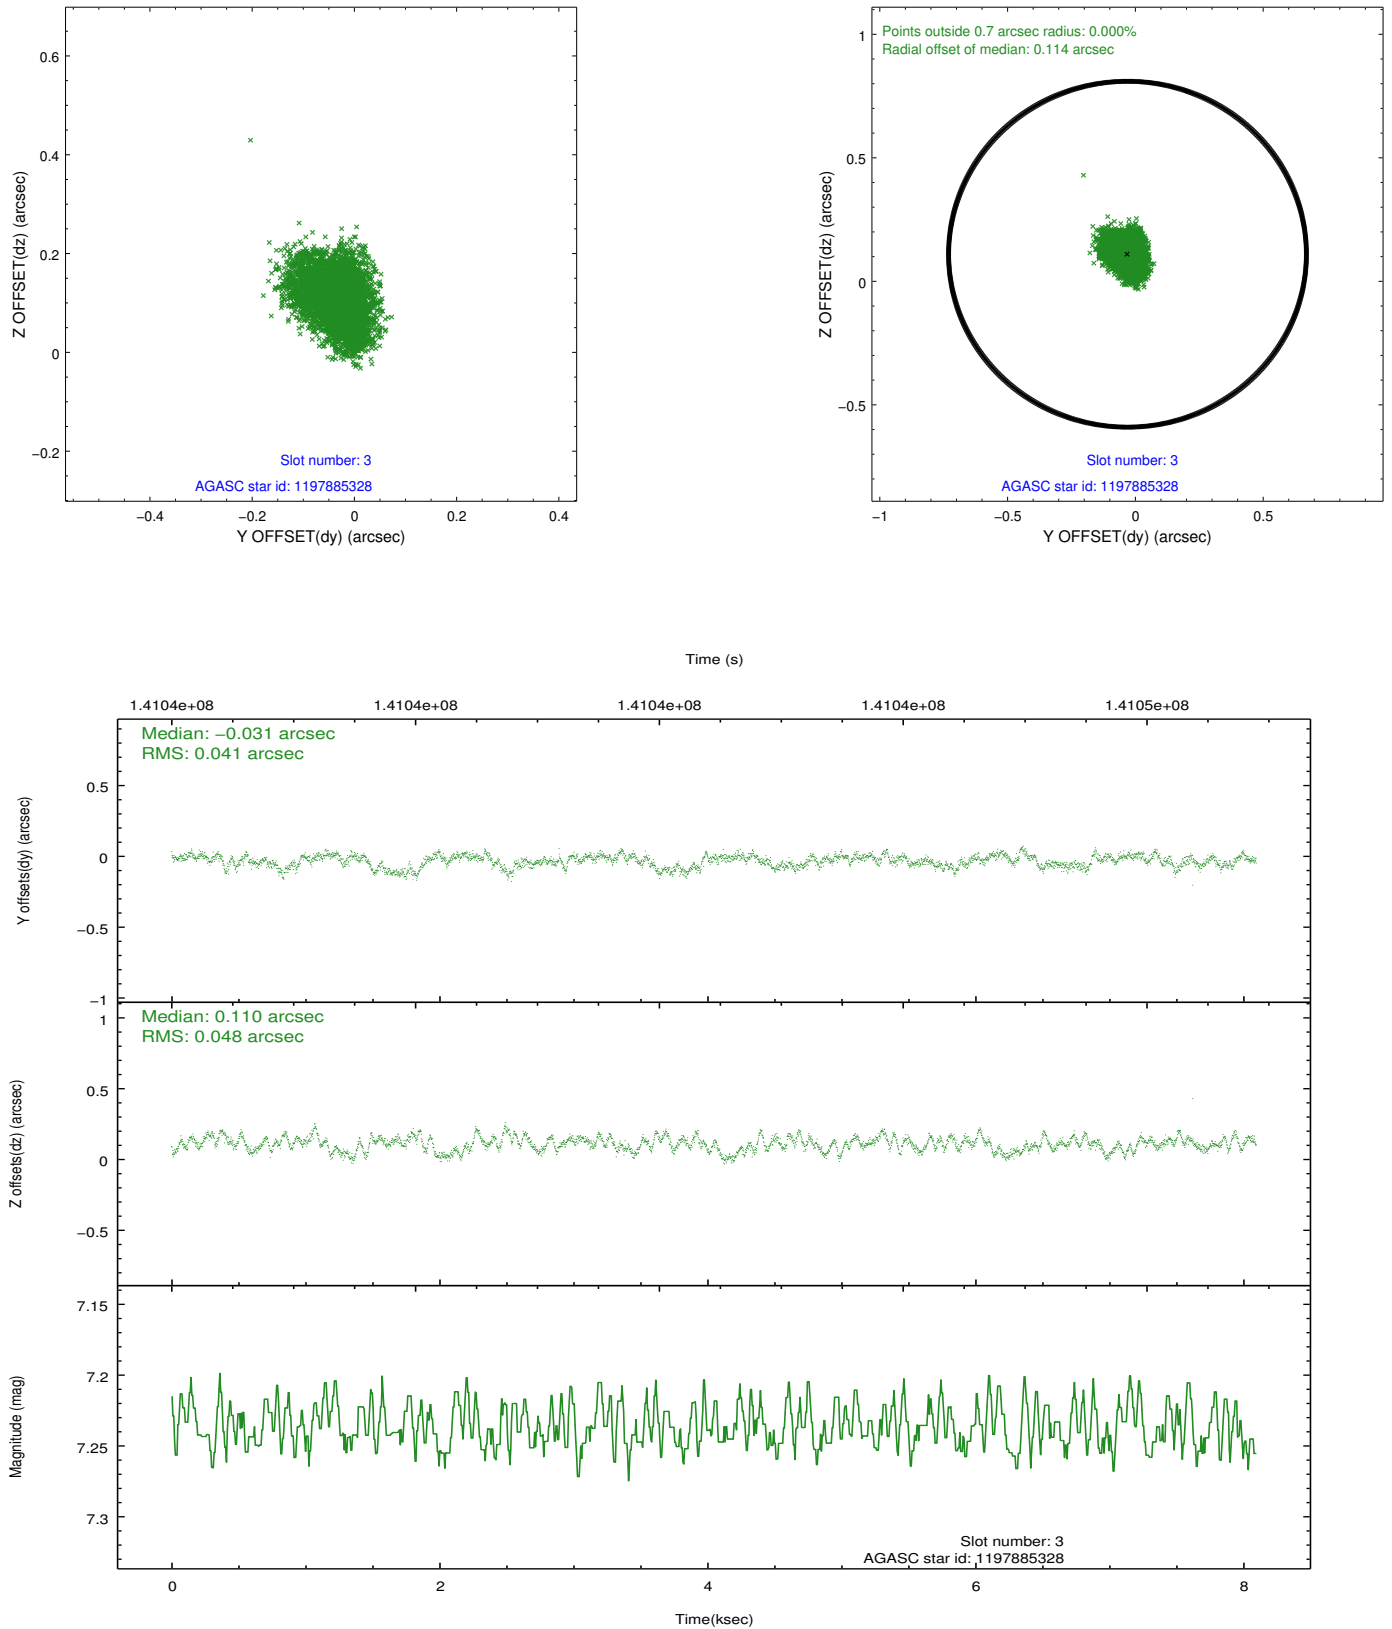 0.6
0.4
0.2
0
−0.2
Z OFFSET(dz) (arcsec)
Slot number: 3
AGASC star id: 1197885328
−0.4 −0.2 0 0.2 0.4
Y OFFSET(dy) (arcsec)
Points outside 0.7 arcsec radius: 0.000%
Radial offset of median: 0.114 arcsec
1
0.5
0
−0.5
Z OFFSET(dz) (arcsec)
Slot number: 3
AGASC star id: 1197885328
−1 −0.5 0 0.5
Y OFFSET(dy) (arcsec)
Time (s)
1.4104e+08 1.4104e+08 1.4104e+08 1.4104e+08 1.4105e+08
Median: −0.031 arcsec
RMS: 0.041 arcsec
0.5
0
−0.5
−1
Y offsets(dy) (arcsec)
Median: 0.110 arcsec
RMS: 0.048 arcsec
1
0.5
0
−0.5
Z offsets(dz) (arcsec)
7.15
7.2
7.25
7.3
Magnitude (mag)
Slot number: 3
AGASC star id: 1197885328
0 2 4 6 8
Time(ksec)